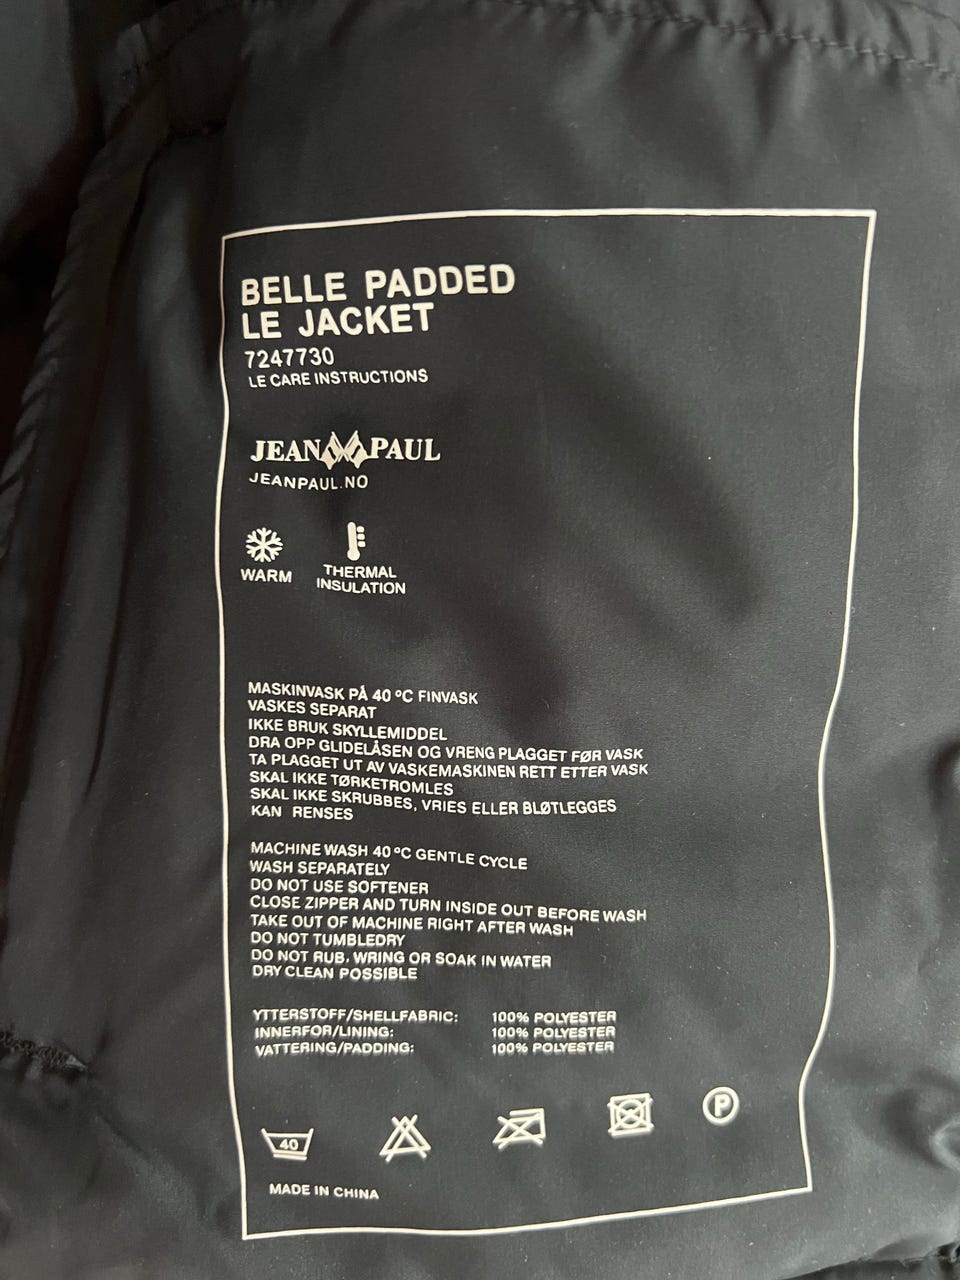 BELLE PADDED
LE JACKET
7247730
LE CARE INSTRUCTIONS
JEAN PAUL
JEANPAUL.NO
WARM
THERMAL
INSULATION
MASKINVASK PÅ 40 ºC FINVASK
VASKES SEPARAT
IKKE BRUK SKYLLEMIDDEL
DRA OPP GLIDELÅSEN OG VRENG PLAGGET FØR VASK
TA PLAGGET UT AV VASKEMASKINEN RETT ETTER VASK
SKAL IKKE TØRKETROMLES
SKAL IKKE SKRUBBES, VRIES ELLER BLØTLEGGES
KAN RENSES
MACHINE WASH 40 ºC GENTLE CYCLE
WASH SEPARATELY
DO NOT USE SOFTENER
CLOSE ZIPPER AND TURN INSIDE OUT BEFORE WASH
TAKE OUT OF MACHINE RIGHT AFTER WASH
DO NOT TUMBLEDRY
DO NOT RUB, WRING OR SOAK IN WATER
DRY CLEAN POSSIBLE
YTTERSTOFF/SHELLFABRIC: 100% POLYESTER
INNERFOR/LINING: 100% POLYESTER
VATTERING/PADDING: 100% POLYESTER
40 P
MADE IN CHINA